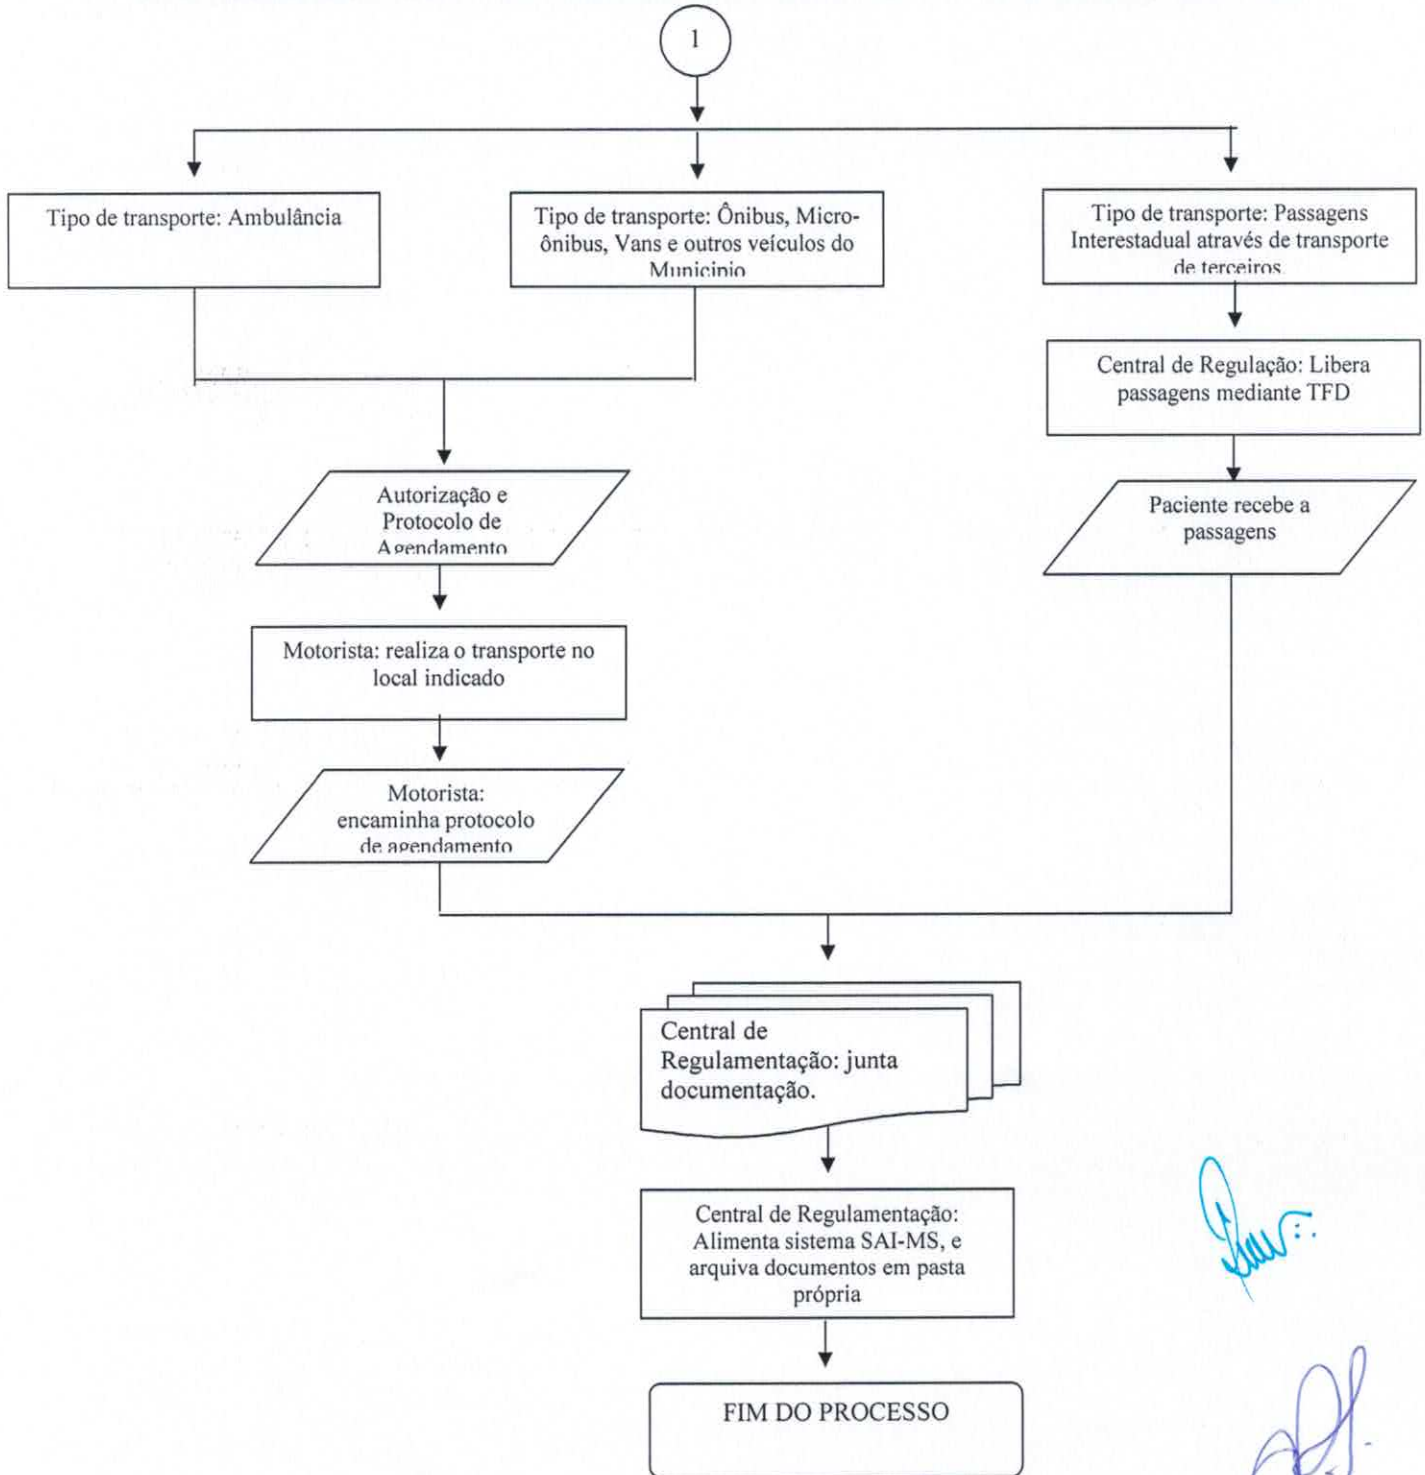 1
Tipo de transporte: Ambulância
Tipo de transporte: Ônibus, Micro-
ônibus, Vans e outros veículos do
Município
Tipo de transporte: Passagens
Interestadual através de transporte
de terceiros
Central de Regulação: Libera
passagens mediante TFD
Autorização e
Protocolo de
Agendamento
Paciente recebe a
passagens
Motorista: realiza o transporte no
local indicado
Motorista:
encaminha protocolo
de agendamento
Central de
Regulamentação: junta
documentação.
Central de Regulamentação:
Alimenta sistema SAI-MS, e
arquiva documentos em pasta
própria
FIM DO PROCESSO